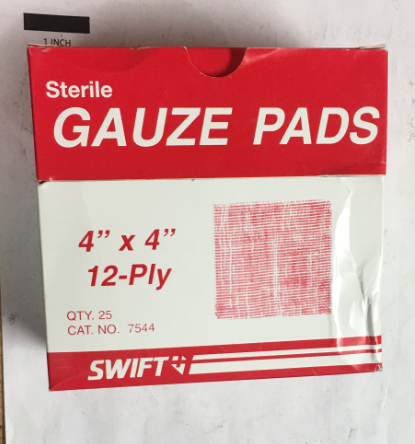 1 INCH
Sterile
GAUZE PADS
4” x 4”
12-Ply
QTY. 25
CAT. NO. 7544
SWIFT